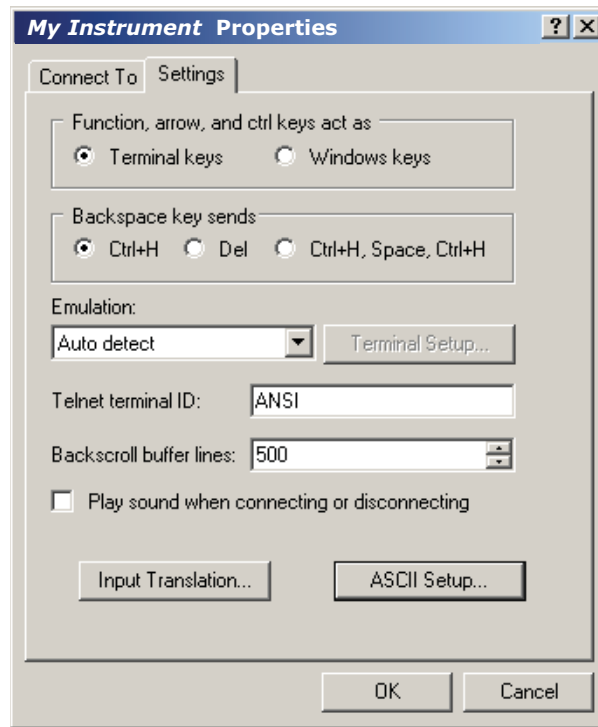 My Instrument Properties
Connect To Settings
Function, arrow, and ctrl keys act as
Terminal keys Windows keys
Backspace key sends
Ctrl+H Del Ctrl+H, Space, Ctrl+H
Emulation:
Auto detect Terminal Setup...
Telnet terminal ID: ANSI
Backscroll buffer lines: 500
Play sound when connecting or disconnecting
Input Translation... ASCII Setup...
OK Cancel